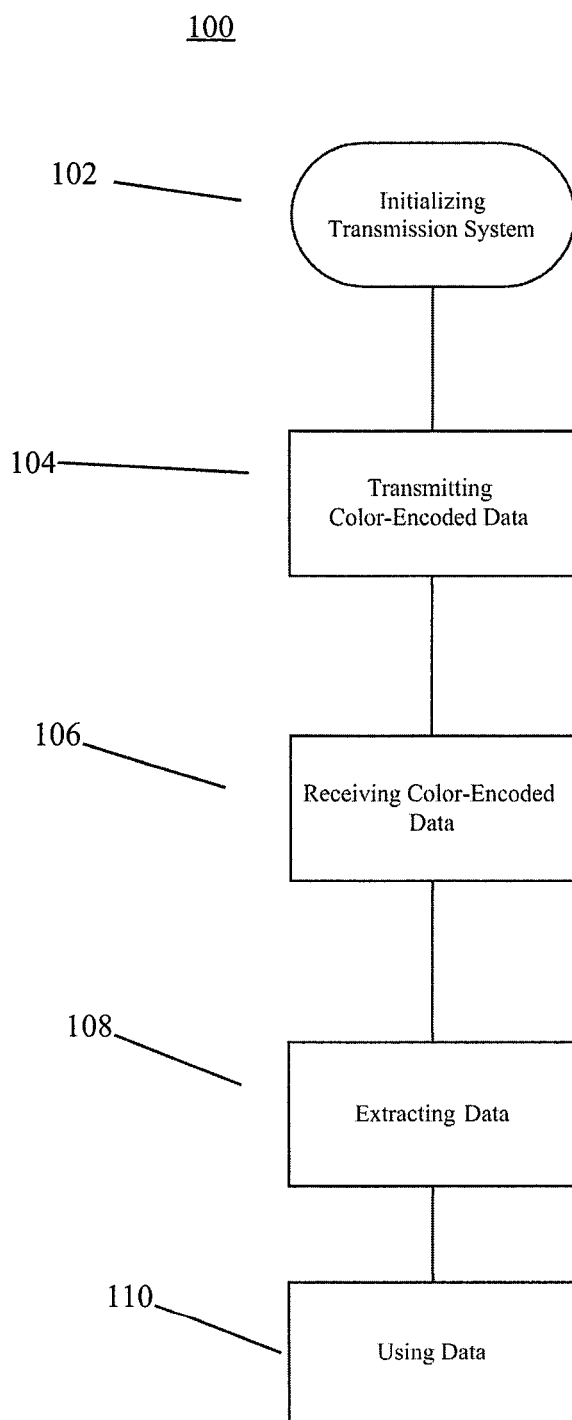 100
102
Initializing
Transmission System
104
Transmitting
Color-Encoded Data
106
Receiving Color-Encoded
Data
108
Extracting Data
110
Using Data